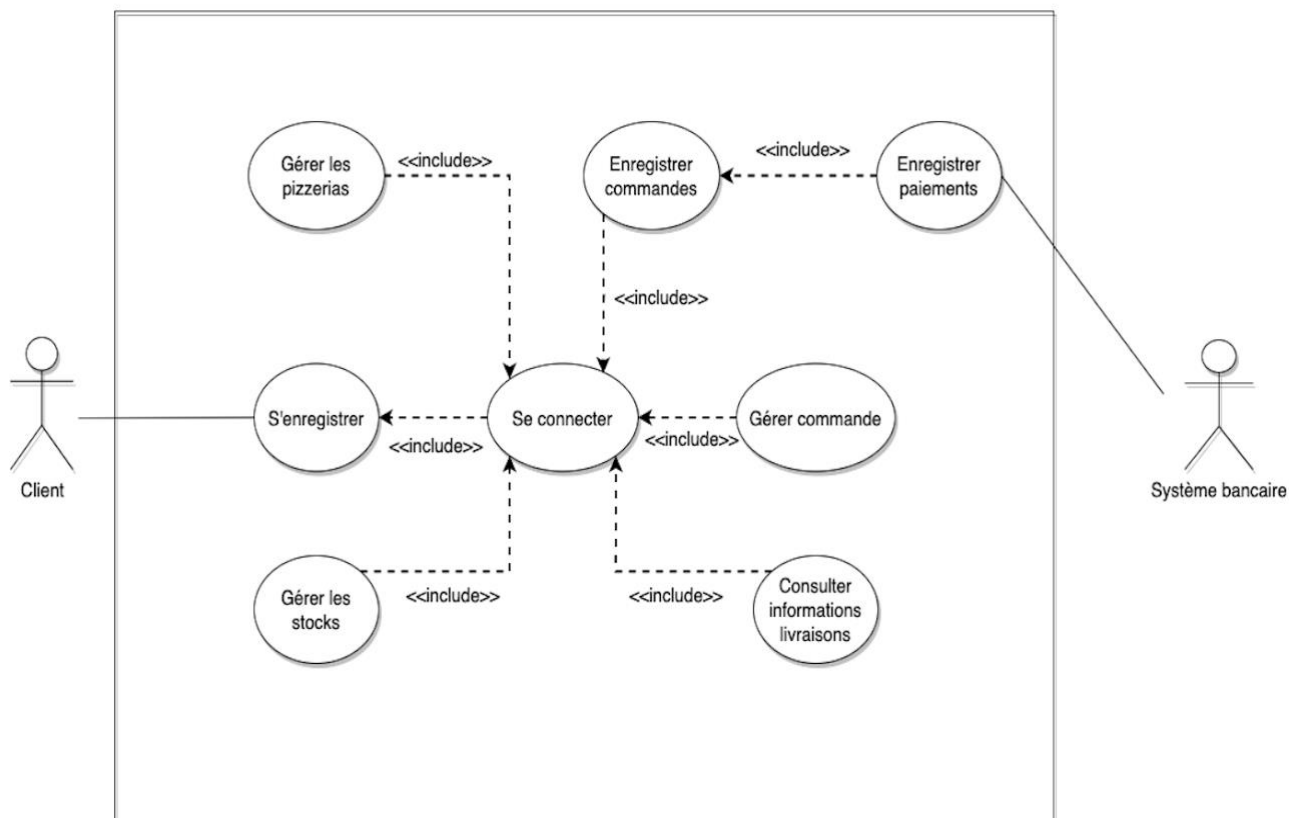 Gérer les
pizzerias
<<include>>
Enregistrer
commandes
<<include>>
Enregistrer
paiements
<<include>>
Client
S'enregistrer
<<include>>
Se connecter
<<include>>
Gérer commande
Système bancaire
Gérer les
stocks
<<include>>
<<include>>
Consulter
informations
livraisons